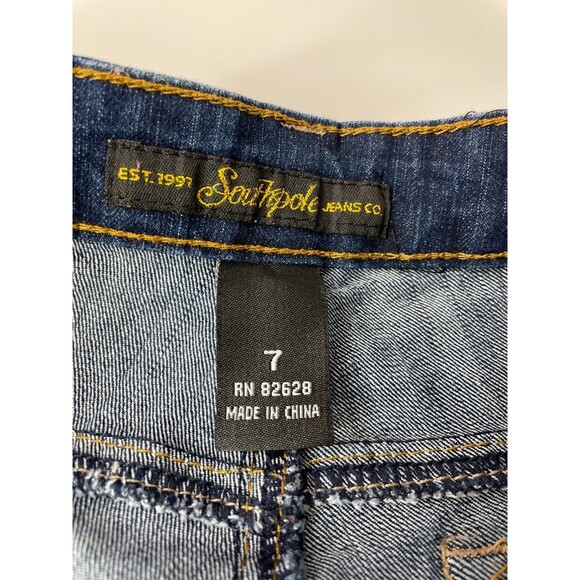 EST. 1991 Southpole JEANS CO.
7
RN 82628
MADE IN CHINA